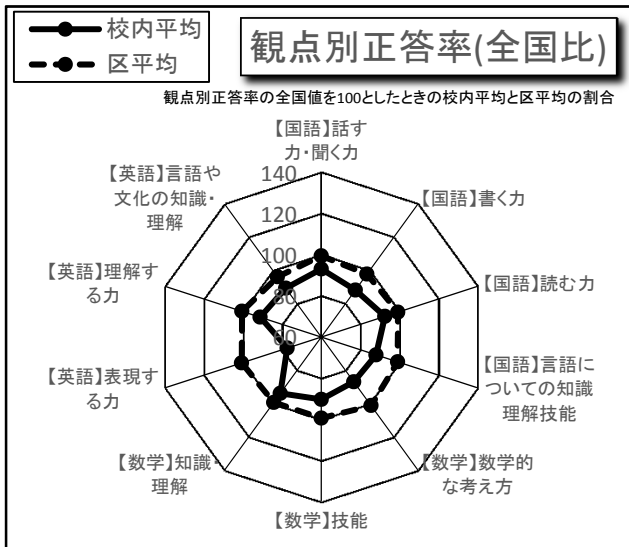 校内平均
区平均
観点別正答率(全国比)
観点別正答率の全国値を100としたときの校内平均と区平均の割合
【国語】話す
力・聞く力
【国語】書く力
【国語】読む力
【国語】言語に
ついての知識
理解技能
【数学】数学的
な考え方
【数学】技能
【数学】知識・
理解
【英語】表現す
る力
【英語】理解す
る力
【英語】言語や
文化の知識・
理解
140
120
100
80
60